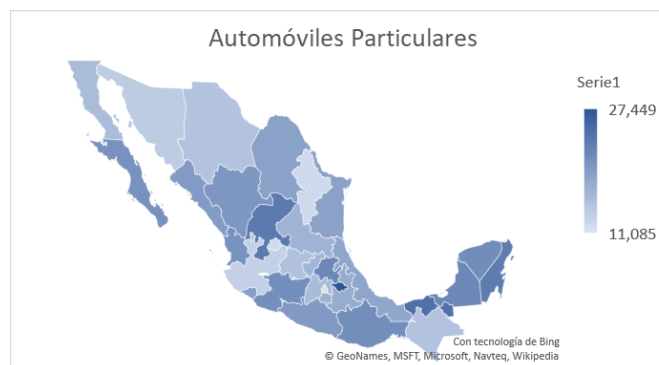 Automóviles Particulares
Serie1
27,449
11,085
Con tecnología de Bing
© GeoNames, MSFT, Microsoft, Navteq, Wikipedia